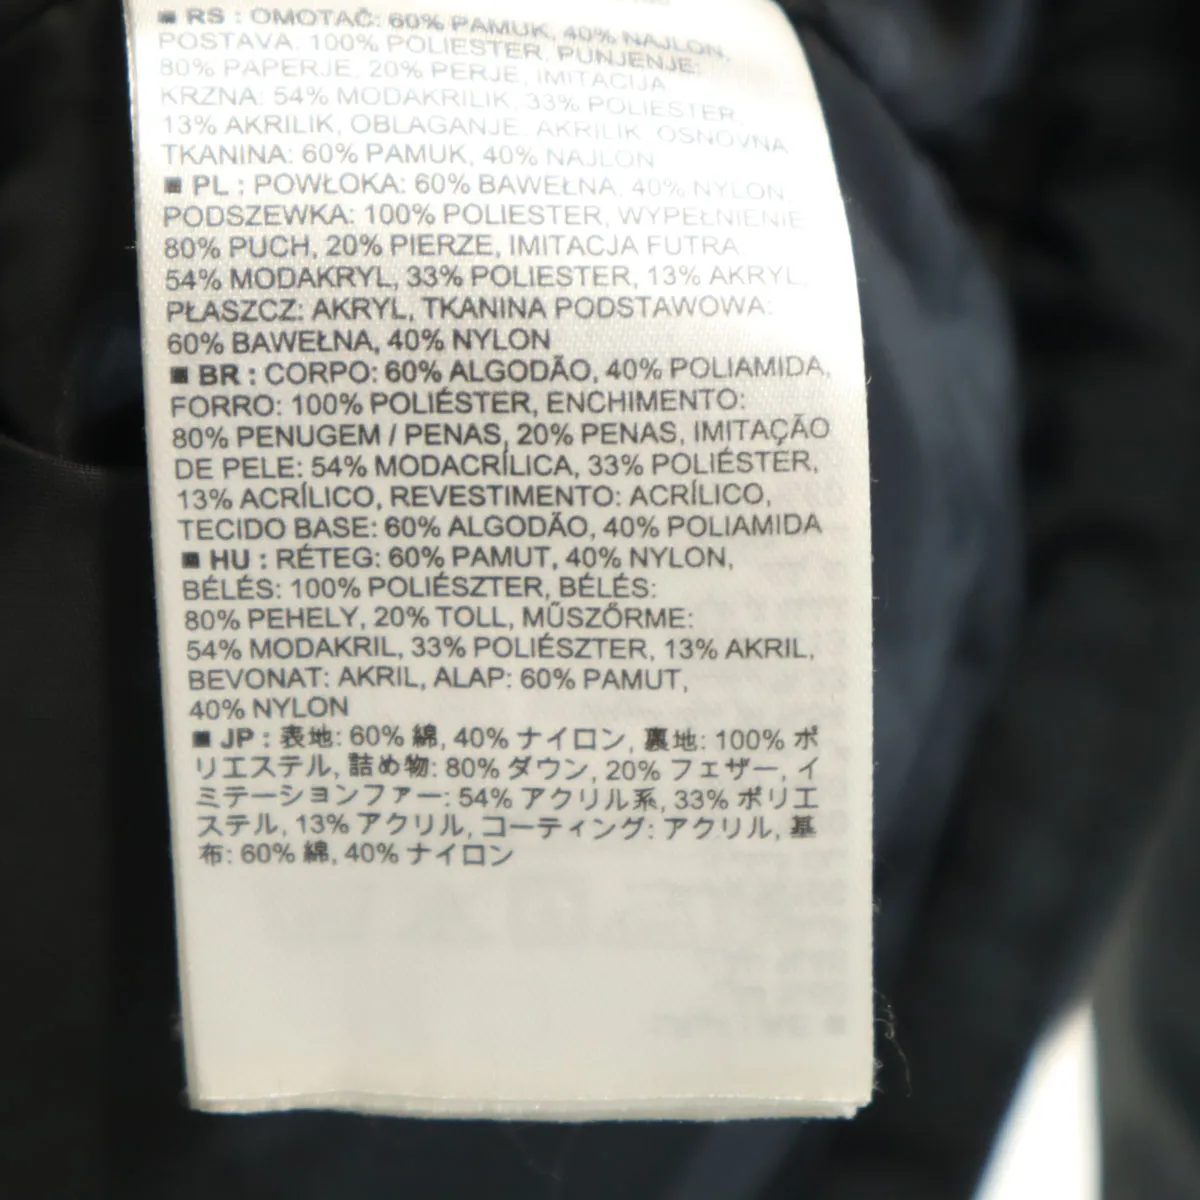 ■ RS : OMOTAČ: 60% PAMUK, 40% NAJLON,
POSTAVA: 100% POLIESTER, PUNJENJE:
80% PAPERJE, 20% PERJE, IMITACIJA
KRZNA: 54% MODAKRILIK, 33% POLIESTER,
13% AKRILIK, OBLAGANJE: AKRILIK, OSNOVNA
TKANINA: 60% PAMUK, 40% NAJLON
■ PL : POWŁOKA: 60% BAWEŁNA, 40% NYLON
PODSZEWKA: 100% POLIESTER, WYPEŁNIENIE
80% PUCH, 20% PIERZE, IMITACJA FUTRA
54% MODAKRYL, 33% POLIESTER, 13% AKRYL,
PŁASZCZ: AKRYL, TKANINA PODSTAWOWA:
60% BAWEŁNA, 40% NYLON
■ BR : CORPO: 60% ALGODÃO, 40% POLIAMIDA,
FORRO: 100% POLIÉSTER, ENCHIMENTO:
80% PENUGEM / PENAS, 20% PENAS, IMITAÇÃO
DE PELE: 54% MODACRÍLICA, 33% POLIÉSTER,
13% ACRÍLICO, REVESTIMENTO: ACRÍLICO,
TECIDO BASE: 60% ALGODÃO, 40% POLIAMIDA
■ HU : RÉTEG: 60% PAMUT, 40% NYLON,
BÉLÉS: 100% POLIÉSZTER, BÉLÉS:
80% PEHELY, 20% TOLL, MŰSZŐRME:
54% MODAKRIL, 33% POLIÉSZTER, 13% AKRIL,
BEVONAT: AKRIL, ALAP: 60% PAMUT,
40% NYLON
■ JP : 表地: 60% 綿, 40% ナイロン, 裏地: 100% ポ
リエステル, 詰め物: 80% ダウン, 20% フェザー, イ
ミテーションファー: 54% アクリル系, 33% ポリエ
ステル, 13% アクリル, コーティング: アクリル, 基
布: 60% 綿, 40% ナイロン